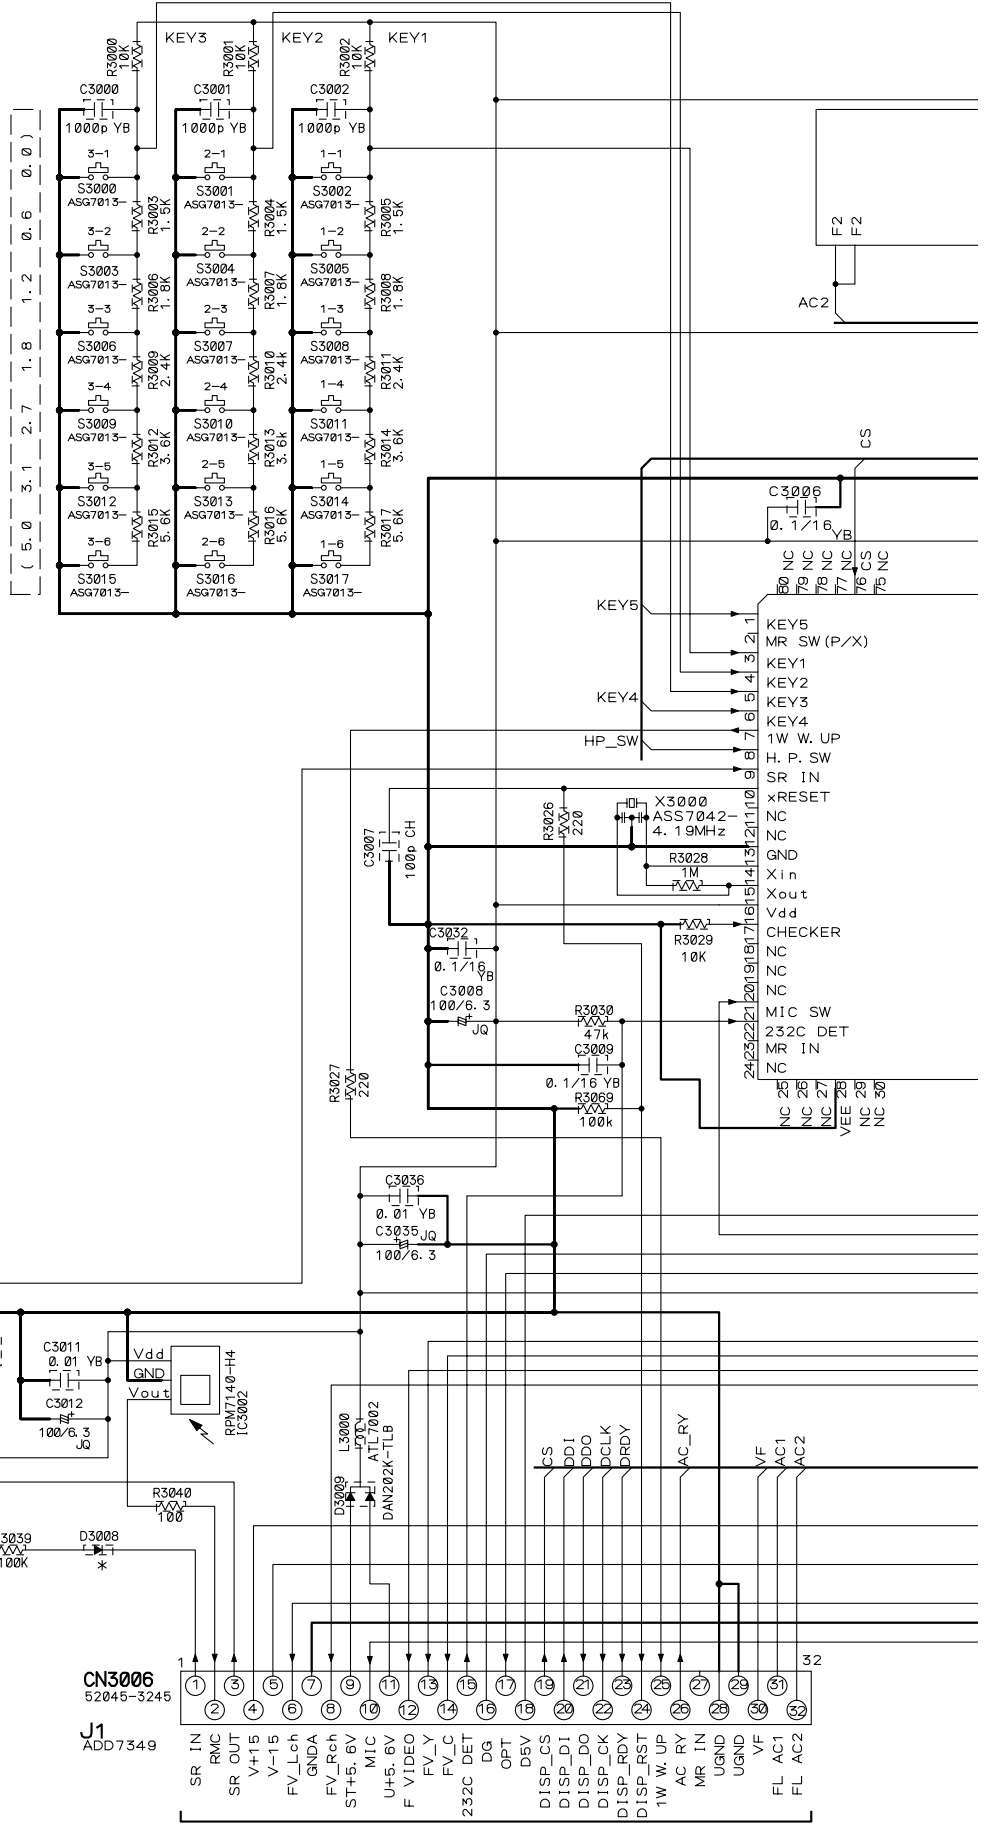 KEY3
KEY2
KEY1
R3000
10K
R3001
10K
R3002
10K
C3000
C3001
C3002
1000p YB
1000p YB
1000p YB
( 5.0 3.1 2.7 1.8 1.2 0.6 0.0 )
3-1
2-1
1-1
S3000
S3001
S3002
ASG7013-
ASG7013-
ASG7013-
R3003
1.5K
R3004
1.5K
R3005
1.5K
3-2
2-2
1-2
S3003
S3004
S3005
ASG7013-
ASG7013-
ASG7013-
R3006
1.8K
R3007
1.8K
R3008
1.8K
3-3
2-3
1-3
S3006
S3007
S3008
ASG7013-
ASG7013-
ASG7013-
R3009
2.4K
R3010
2.4k
R3011
2.4K
3-4
2-4
1-4
S3009
S3010
S3011
ASG7013-
ASG7013-
ASG7013-
R3012
3.6K
R3013
3.6k
R3014
3.6K
3-5
2-5
1-5
S3012
S3013
S3014
ASG7013-
ASG7013-
ASG7013-
R3015
5.6K
R3016
5.6K
R3017
5.6K
3-6
2-6
1-6
S3015
S3016
S3017
ASG7013-
ASG7013-
ASG7013-
F2
F2
AC2
CS
C3006
0.1/16
YB
80 NC
79 NC
78 NC
77 NC
76 CS
75 NC
KEY5
KEY4
HP_SW
1 KEY5
2 MR SW(P/X)
3 KEY1
4 KEY2
5 KEY3
6 KEY4
7 1W W.UP
8 H.P.SW
9 SR IN
10 xRESET
11 NC
12 NC
13 GND
14 Xin
15 Xout
16 Vdd
17 CHECKER
18 NC
19 NC
20 NC
21 MIC SW
22 232C DET
23 MR IN
24 NC
NC 25
NC 26
NC 27
VEE 28
NC 29
NC 30
X3000
ASS7042-
4.19MHz
R3026
220
R3028
1M
C3007
100p CH
R3029
10K
C3032
0.1/16
YB
C3008
100/6.3
JQ
R3030
47k
C3009
0.1/16 YB
R3069
100k
R3027
220
C3036
0.01 YB
C3035
JQ
100/6.3
C3011
0.01 YB
C3012
100/6.3
JQ
Vdd
GND
Vout
RPM7140-H4
IC3002
L3000
ATL7002
D3009
DAN202K-TLB
R3040
100
3039
100K
D3008
*
CS
DDI
DDO
DCLK
DRDY
AC_RY
VF
AC1
AC2
1
32
CN3006
52045-3245
J1
ADD7349
1 SR IN
2 RMC
3 SR OUT
4 V+15
5 V-15
6 FV_Lch
7 GNDA
8 FV_Rch
9 ST+5.6V
10 MIC
11 U+5.6V
12 F VIDEO
13 FV_Y
14 FV_C
15 232C DET
16 DG
17 OPT
18 D5V
19 DISP_CS
20 DISP_DI
21 DISP_DO
22 DISP_CK
23 DISP_RDY
24 DISP_RST
25 1W W.UP
26 AC RY
27 MR IN
28 UGND
29 UGND
30 VF
31 FL AC1
32 FL AC2